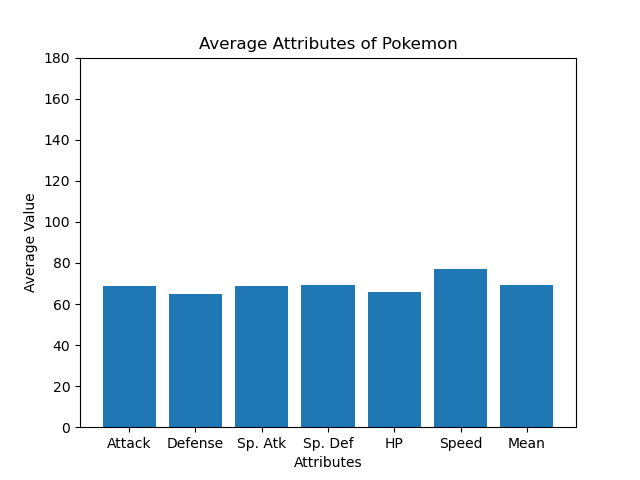 Average Attributes of Pokemon
180
160
140
120
100
80
60
40
20
0
Average Value
Attack Defense Sp. Atk Sp. Def HP Speed Mean
Attributes